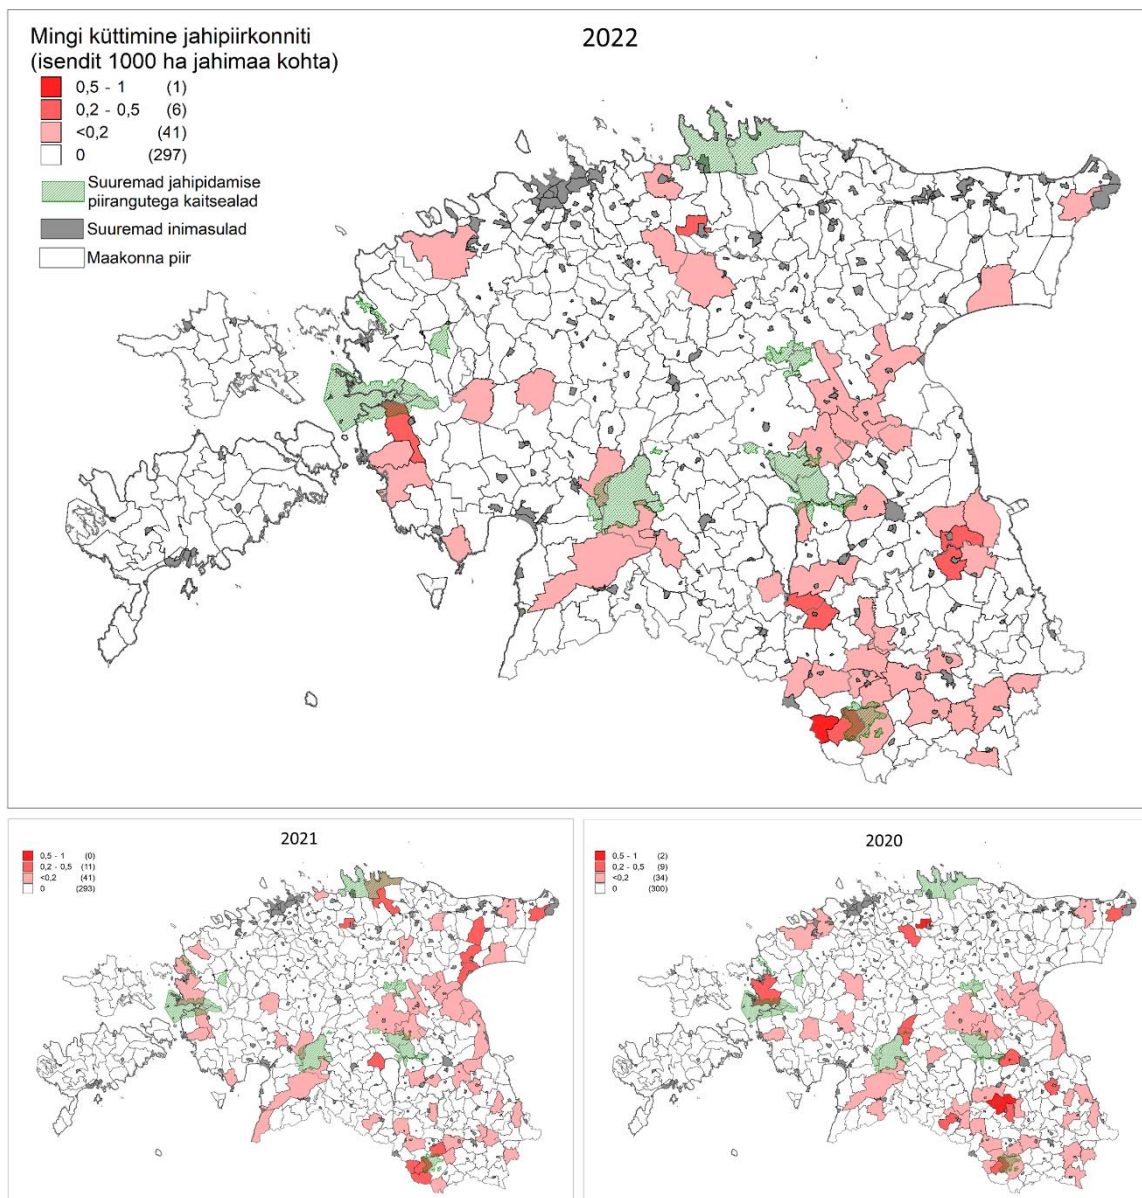 Mingi küttimine jahipiirkonniti
(isendit 1000 ha jahimaa kohta)
0,5 - 1 (1)
0,2 - 0,5 (6)
<0,2 (41)
0 (297)
Suuremad jahipidamise
piirangutega kaitsealad
Suuremad inimasulad
Maakonna piir
2022
2021
0,5 - 1 (0)
0,2 - 0,5 (11)
<0,2 (41)
0 (293)
2020
0,5 - 1 (2)
0,2 - 0,5 (9)
<0,2 (34)
0 (300)